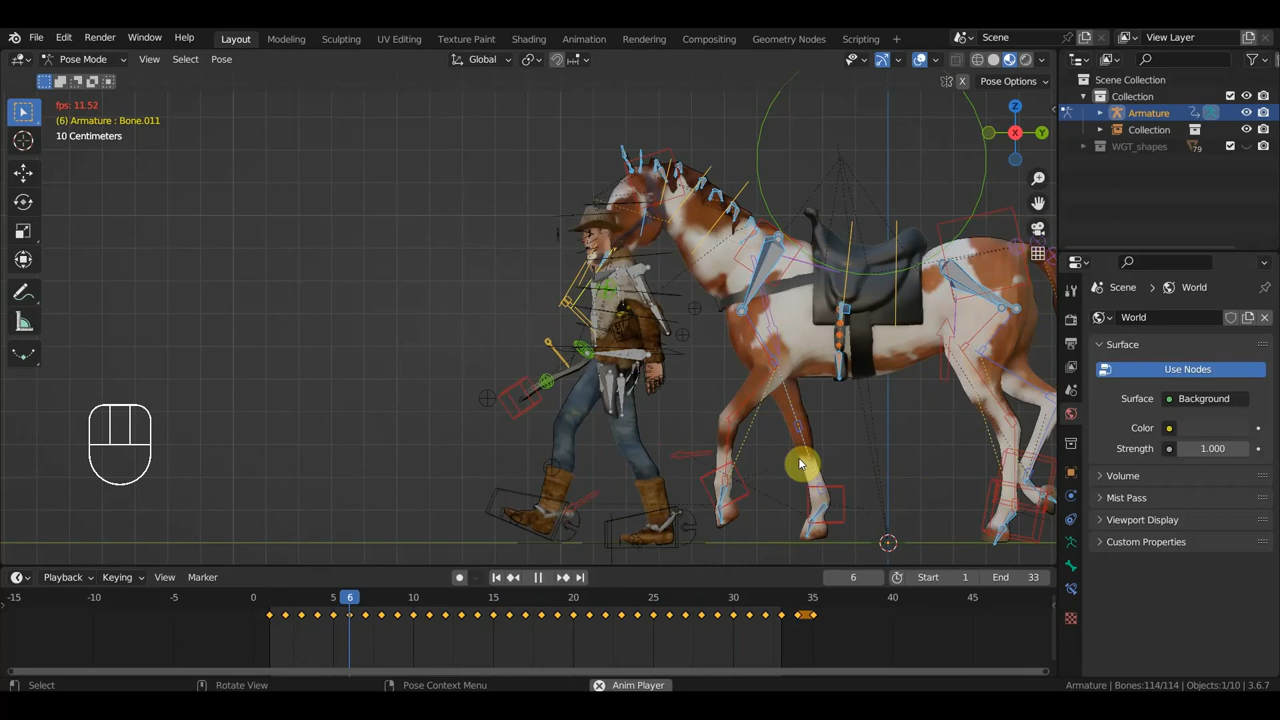 File Edit Render Window Help Layout Modeling Sculpting UV Editing Texture Paint Shading Animation Rendering Compositing Geometry Nodes Scripting + Scene View Layer
Pose Mode View Select Pose Global
X Pose Options
fps: 11.52
(6) Armature : Bone.011
10 Centimeters
Z
X
Y
Scene Collection
Collection
Armature
Collection
WGT_shapes 79
Scene > World
World
Surface
Use Nodes
Surface Background
Color
Strength 1.000
Volume
Mist Pass
Viewport Display
Custom Properties
Playback Keying View Marker 6 Start 1 End 33
-15 -10 -5 0 5 6 10 15 20 25 30 35 40 45
Select Rotate View Pose Context Menu Anim Player Armature | Bones:114/114 | Objects:1/10 | 3.6.7